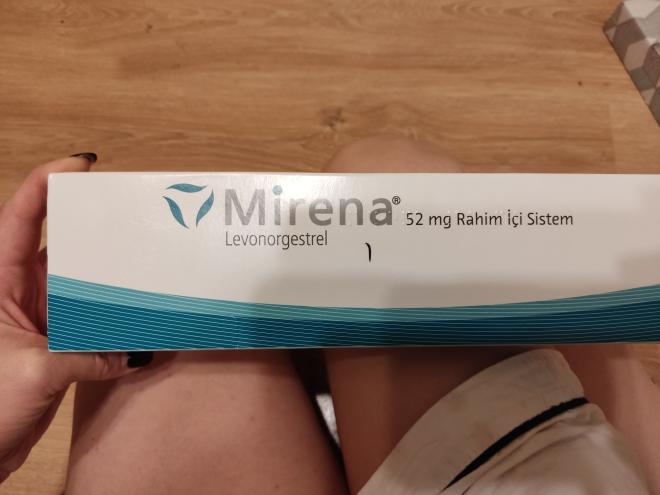 Mirena® 52 mg Rahim İçi Sistem
Levonorgestrel